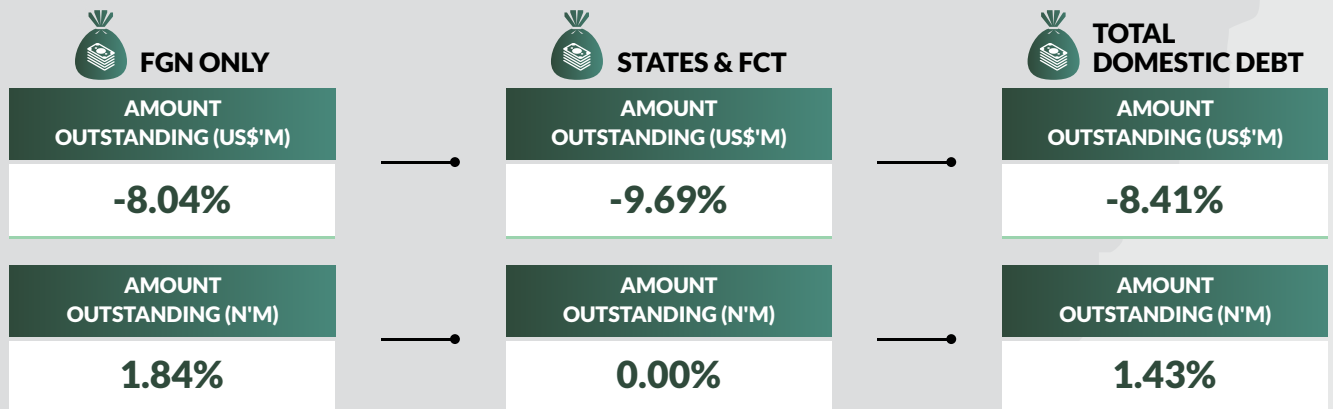 FGN ONLY
STATES & FCT
TOTAL
DOMESTIC DEBT
AMOUNT
OUTSTANDING (US$'M)
AMOUNT
OUTSTANDING (US$'M)
AMOUNT
OUTSTANDING (US$'M)
-8.04%
-9.69%
-8.41%
AMOUNT
OUTSTANDING (N'M)
AMOUNT
OUTSTANDING (N'M)
AMOUNT
OUTSTANDING (N'M)
1.84%
0.00%
1.43%